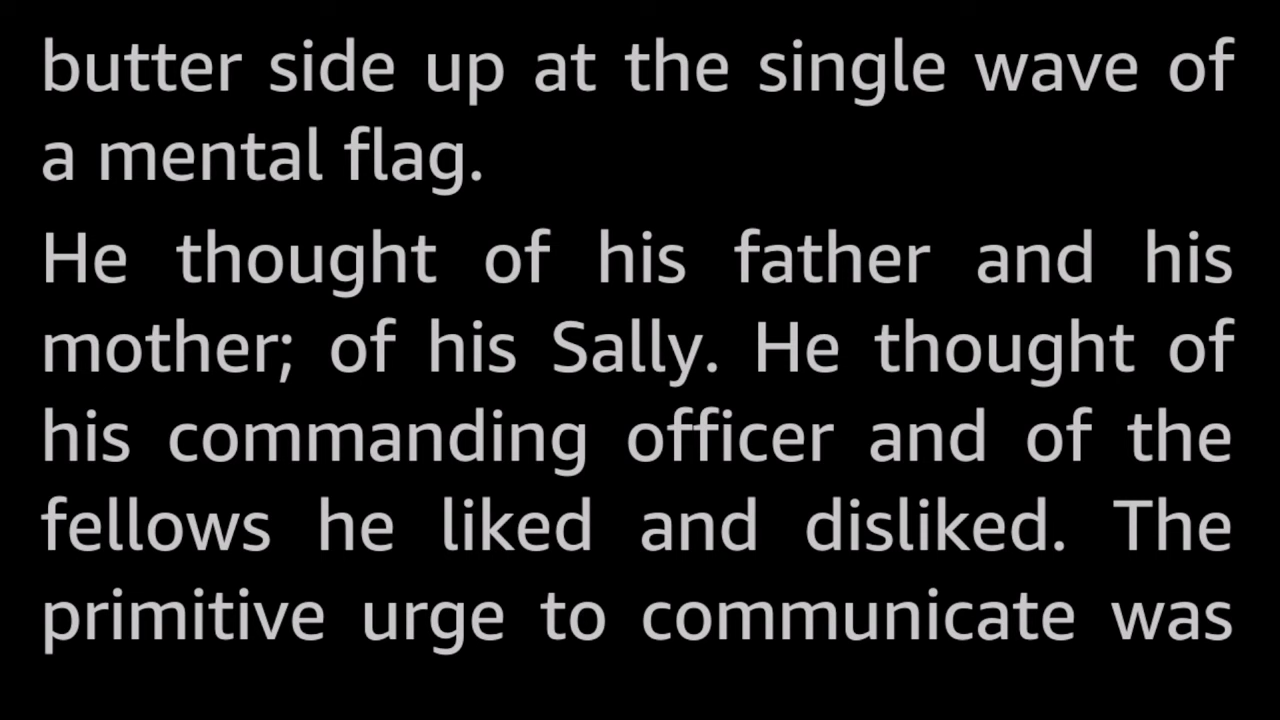 butter side up at the single wave of
a mental flag.
He thought of his father and his
mother; of his Sally. He thought of
his commanding officer and of the
fellows he liked and disliked. The
primitive urge to communicate was